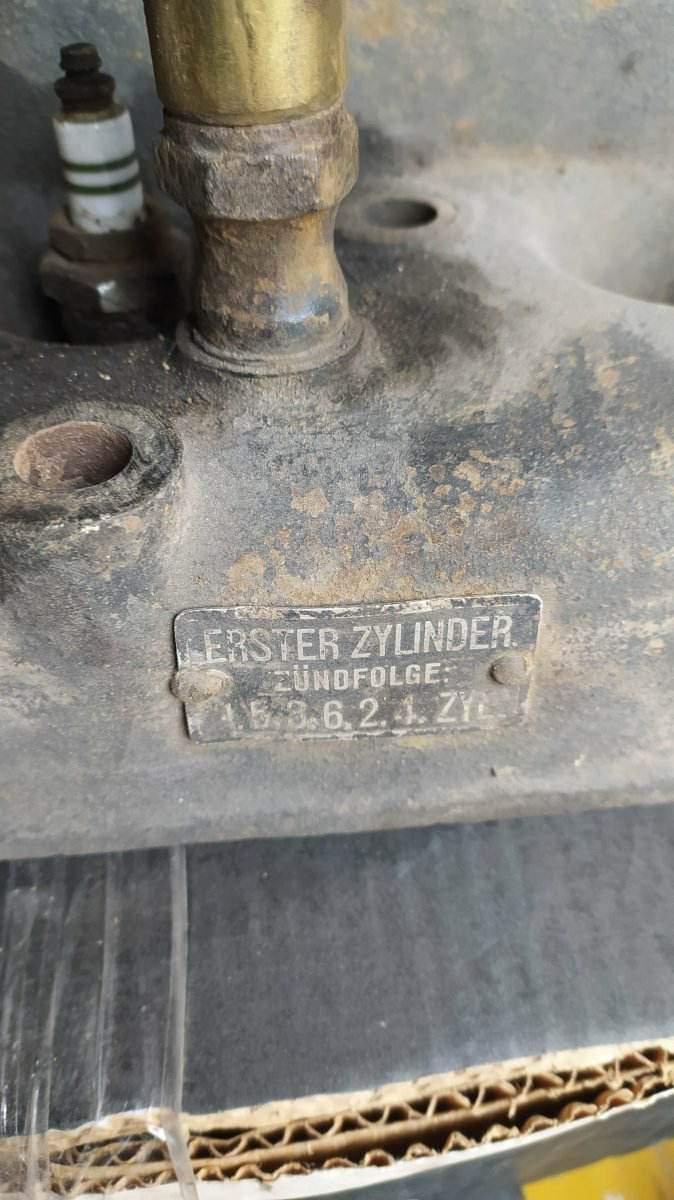 ERSTER ZYLINDER.
ZÜNDFOLGE:
1.5.3.6.2.4. ZYL.